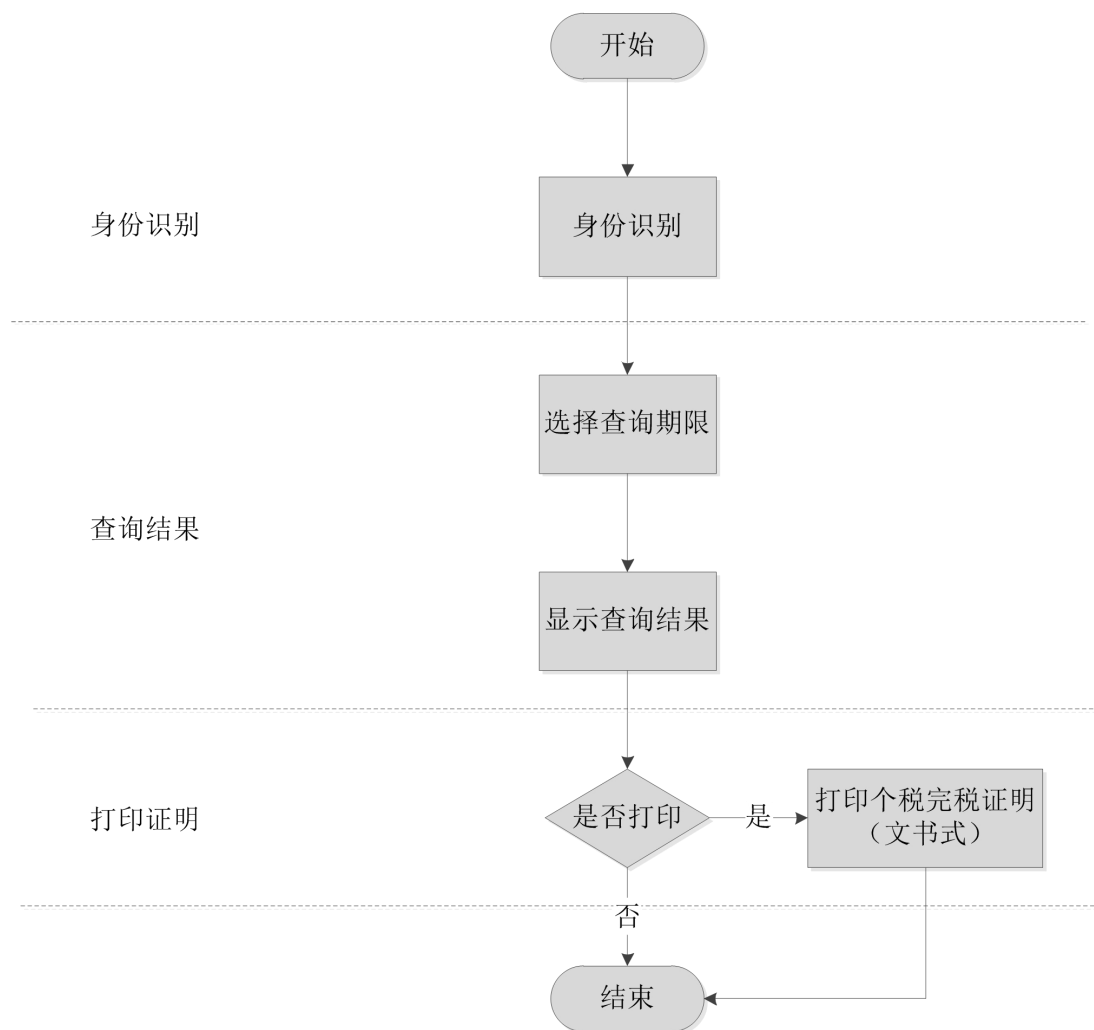 开始
身份识别
身份识别
选择查询期限
查询结果
显示查询结果
打印证明
是否打印
是
打印个税完税证明
（文书式）
否
结束